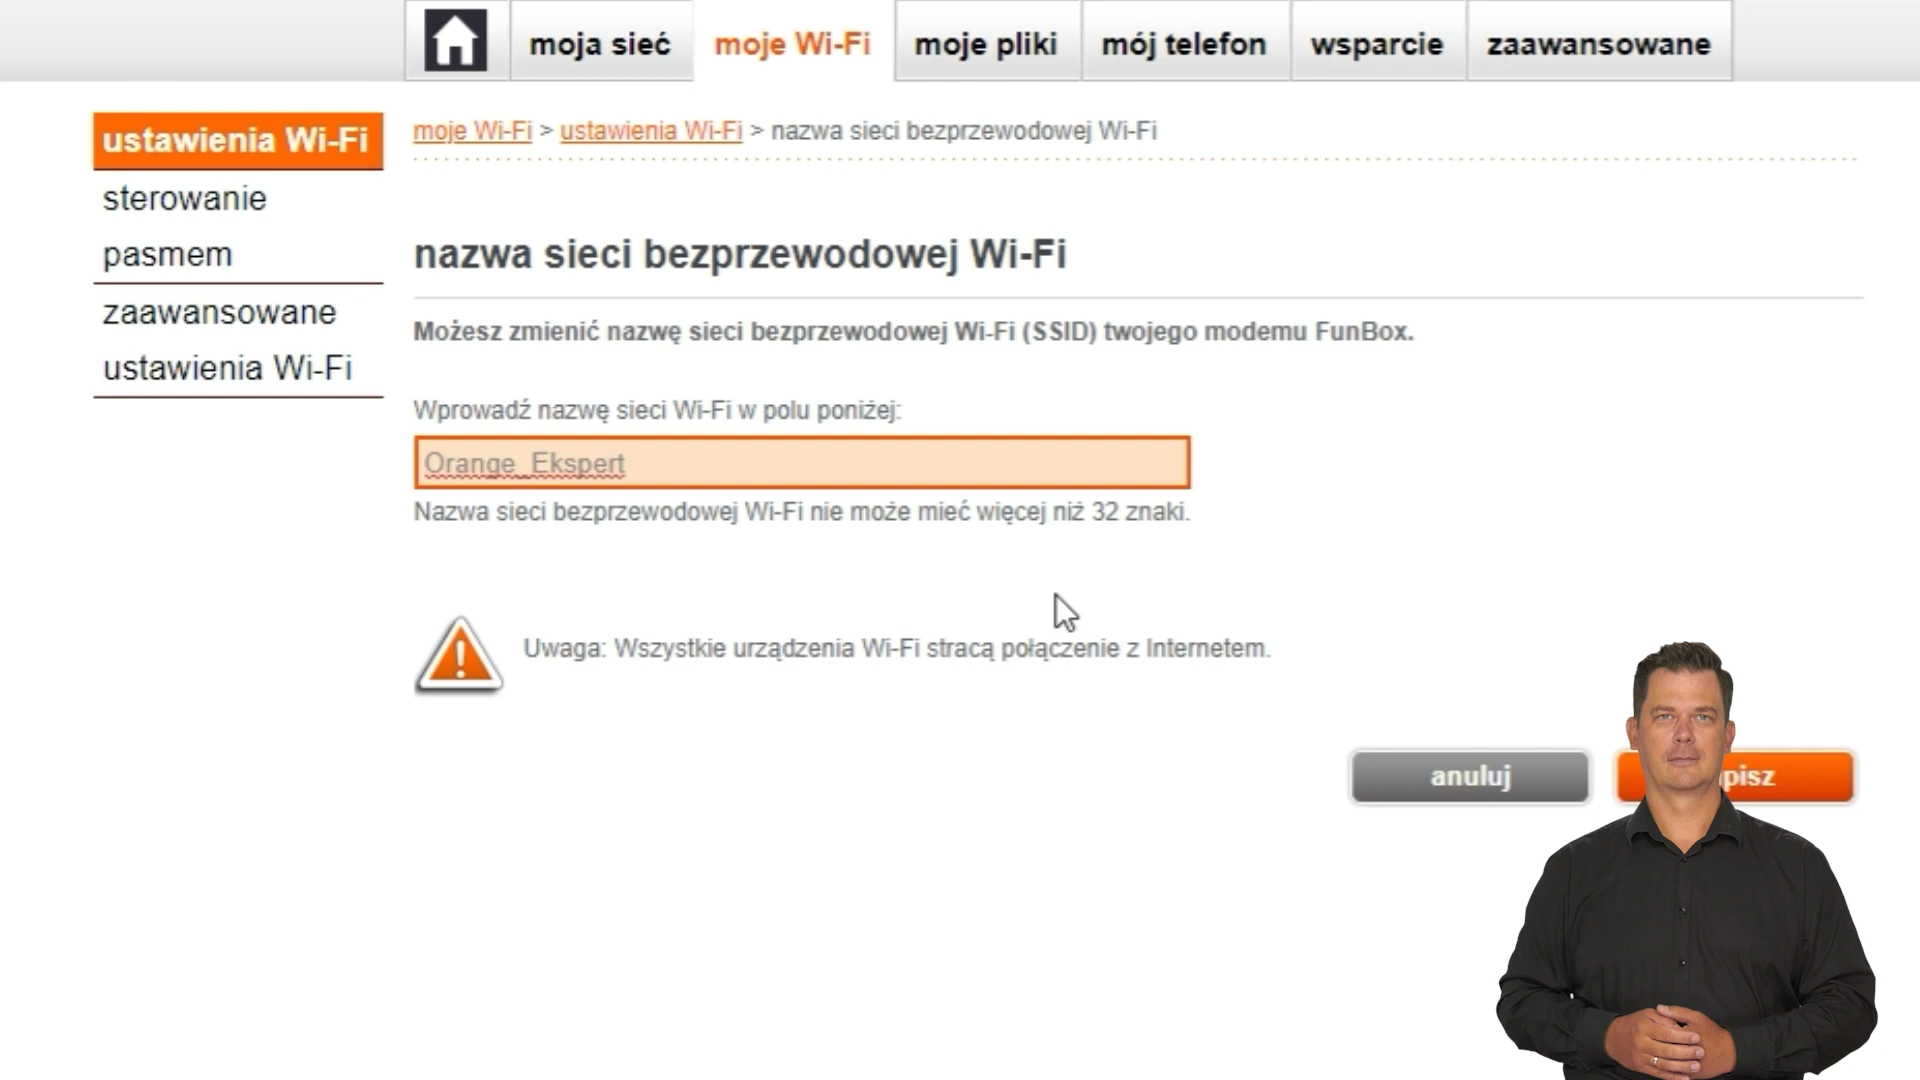 moja sieć
moje Wi-Fi
moje pliki
mój telefon
wsparcie
zaawansowane
ustawienia Wi-Fi
sterowanie
pasmem
zaawansowane
ustawienia Wi-Fi
moje Wi-Fi > ustawienia Wi-Fi > nazwa sieci bezprzewodowej Wi-Fi
nazwa sieci bezprzewodowej Wi-Fi
Możesz zmienić nazwę sieci bezprzewodowej Wi-Fi (SSID) twojego modemu FunBox.
Wprowadź nazwę sieci Wi-Fi w polu poniżej:
Orange_Ekspert
Nazwa sieci bezprzewodowej Wi-Fi nie może mieć więcej niż 32 znaki.
Uwaga: Wszystkie urządzenia Wi-Fi stracą połączenie z Internetem.
anuluj